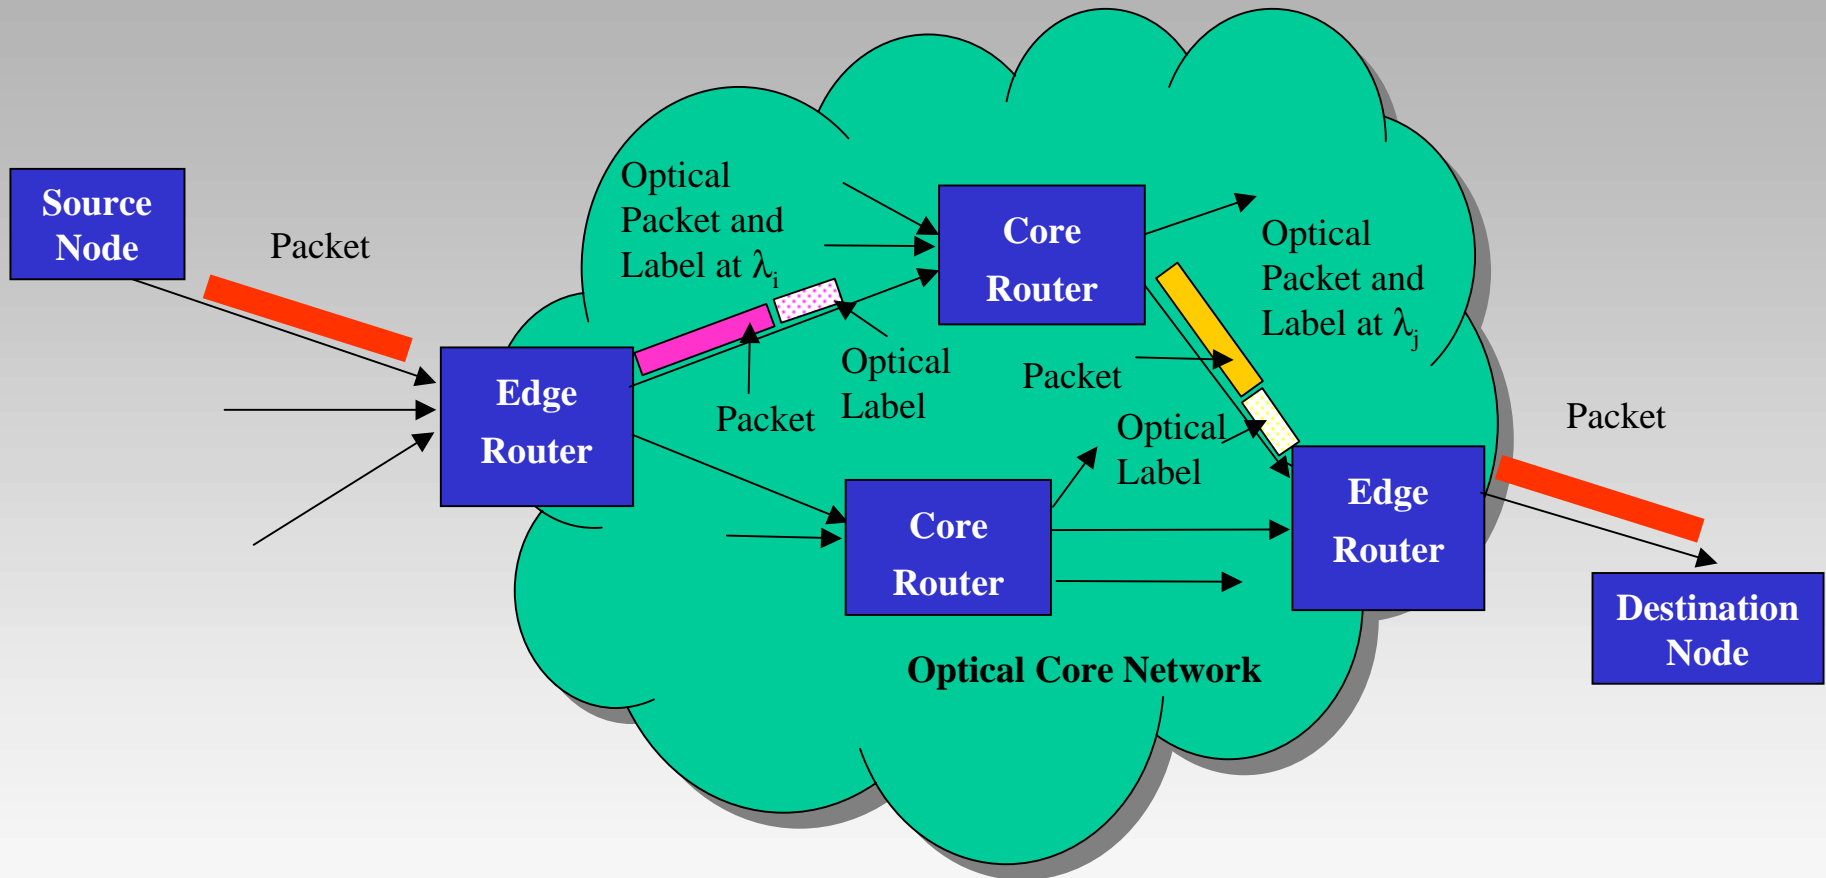 Source
Node
Packet
Optical
Packet and
Label at λi
Core
Router
Optical
Packet and
Label at λj
Edge
Router
Packet
Optical
Label
Packet
Optical
Label
Packet
Core
Router
Edge
Router
Optical Core Network
Destination
Node